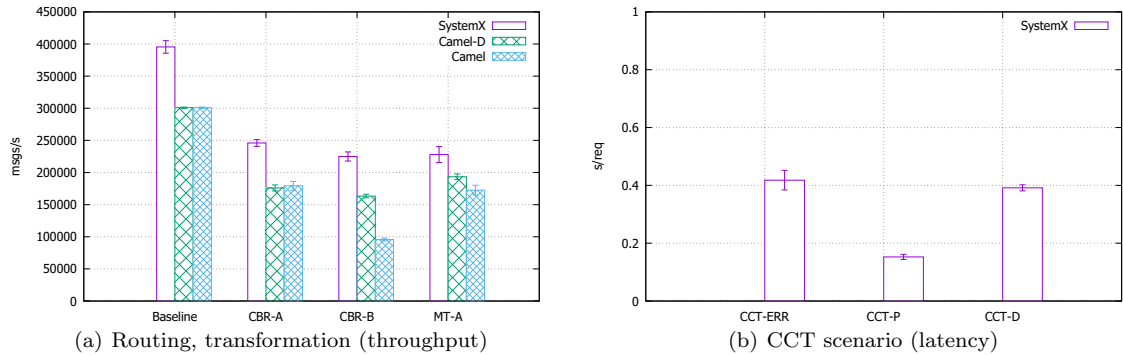 450000
400000
350000
300000
250000
200000
150000
100000
50000
0
msgs/s
SystemX
Camel-D
Camel
Baseline CBR-A CBR-B MT-A
(a) Routing, transformation (throughput)
1
0.8
0.6
0.4
0.2
0
s/req
SystemX
CCT-ERR CCT-P CCT-D
(b) CCT scenario (latency)